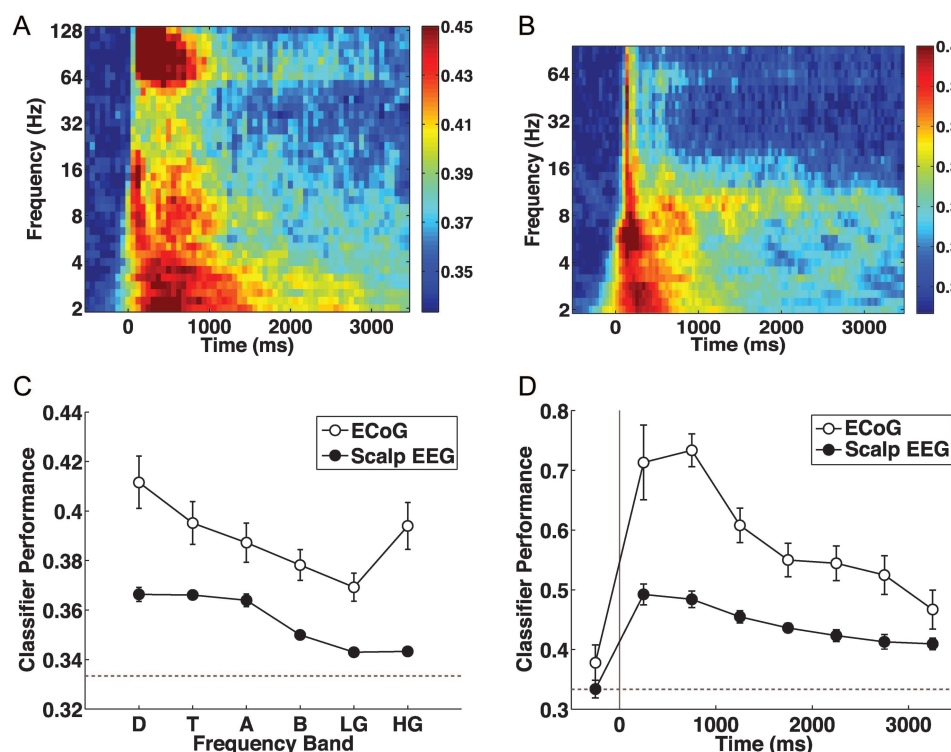 A
Frequency (Hz)
128
64
32
16
8
4
2
0 1000 2000 3000
Time (ms)
0.45
0.43
0.41
0.39
0.37
0.35
B
Frequency (Hz)
64
32
16
8
4
2
0 1000 2000 3000
Time (ms)
C
Classifier Performance
0.44
0.42
0.4
0.38
0.36
0.34
0.32
D T A B LG HG
Frequency Band
ECoG
Scalp EEG
D
Classifier Performance
0.8
0.7
0.6
0.5
0.4
0.3
0 1000 2000 3000
Time (ms)
ECoG
Scalp EEG